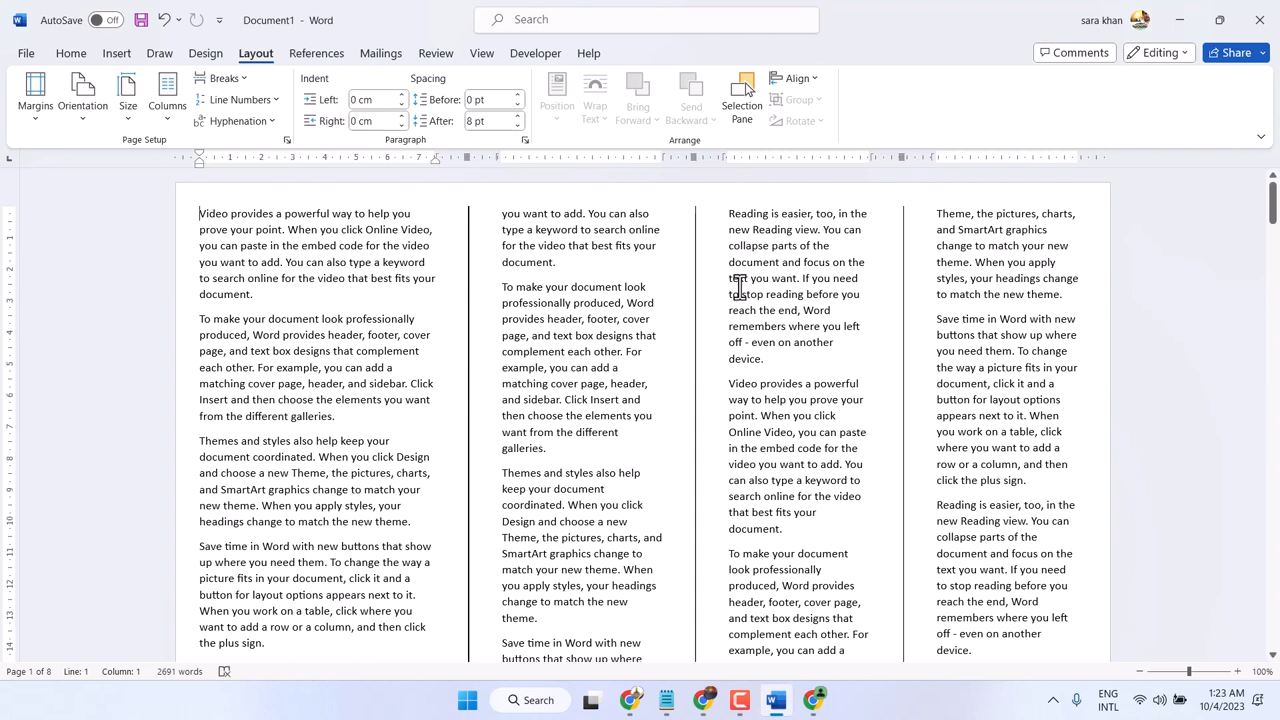 AutoSave Off Document1 - Word Search sara khan
File Home Insert Draw Design Layout References Mailings Review View Developer Help Comments Editing Share
Margins Orientation Size Columns
Breaks
Line Numbers
Hyphenation
Page Setup
Indent Spacing
Left: 0 cm Before: 0 pt
Right: 0 cm After: 8 pt
Paragraph
Position Wrap Text Bring Forward Send Backward Selection Pane
Align
Group
Rotate
Arrange
1 2 3 4 5 6 7
Video provides a powerful way to help you
prove your point. When you click Online Video,
you can paste in the embed code for the video
you want to add. You can also type a keyword
to search online for the video that best fits your
document.
To make your document look professionally
produced, Word provides header, footer, cover
page, and text box designs that complement
each other. For example, you can add a
matching cover page, header, and sidebar. Click
Insert and then choose the elements you want
from the different galleries.
Themes and styles also help keep your
document coordinated. When you click Design
and choose a new Theme, the pictures, charts,
and SmartArt graphics change to match your
new theme. When you apply styles, your
headings change to match the new theme.
Save time in Word with new buttons that show
up where you need them. To change the way a
picture fits in your document, click it and a
button for layout options appears next to it.
When you work on a table, click where you
want to add a row or a column, and then click
the plus sign.
you want to add. You can also
type a keyword to search online
for the video that best fits your
document.
To make your document look
professionally produced, Word
provides header, footer, cover
page, and text box designs that
complement each other. For
example, you can add a
matching cover page, header,
and sidebar. Click Insert and
then choose the elements you
want from the different
galleries.
Themes and styles also help
keep your document
coordinated. When you click
Design and choose a new
Theme, the pictures, charts, and
SmartArt graphics change to
match your new theme. When
you apply styles, your headings
change to match the new
theme.
Save time in Word with new
buttons that show up where
Reading is easier, too, in the
new Reading view. You can
collapse parts of the
document and focus on the
text you want. If you need
to stop reading before you
reach the end, Word
remembers where you left
off - even on another
device.
Video provides a powerful
way to help you prove your
point. When you click
Online Video, you can paste
in the embed code for the
video you want to add. You
can also type a keyword to
search online for the video
that best fits your
document.
To make your document
look professionally
produced, Word provides
header, footer, cover page,
and text box designs that
complement each other. For
example, you can add a
Theme, the pictures, charts,
and SmartArt graphics
change to match your new
theme. When you apply
styles, your headings change
to match the new theme.
Save time in Word with new
buttons that show up where
you need them. To change
the way a picture fits in your
document, click it and a
button for layout options
appears next to it. When
you work on a table, click
where you want to add a
row or a column, and then
click the plus sign.
Reading is easier, too, in the
new Reading view. You can
collapse parts of the
document and focus on the
text you want. If you need
to stop reading before you
reach the end, Word
remembers where you left
off - even on another
device.
Page 1 of 8 Line: 1 Column: 1 2691 words 100%
Search
ENG
INTL
1:23 AM
10/4/2023